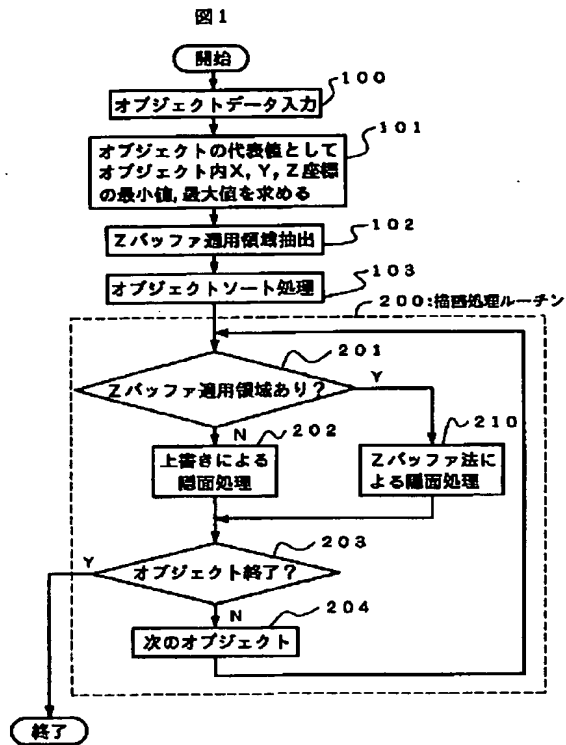 図1
開始
100
オブジェクトデータ入力
101
オブジェクトの代表値として
オブジェクト内X, Y, Z座標
の最小値,最大値を求める
102
Zバッファ適用領域抽出
103
オブジェクトソート処理
200:描画処理ルーチン
201
Zバッファ適用領域あり?
Y
N
202
210
上書きによる
隠面処理
Zバッファ法に
よる隠面処理
203
Y
オブジェクト終了?
N
204
次のオブジェクト
終了